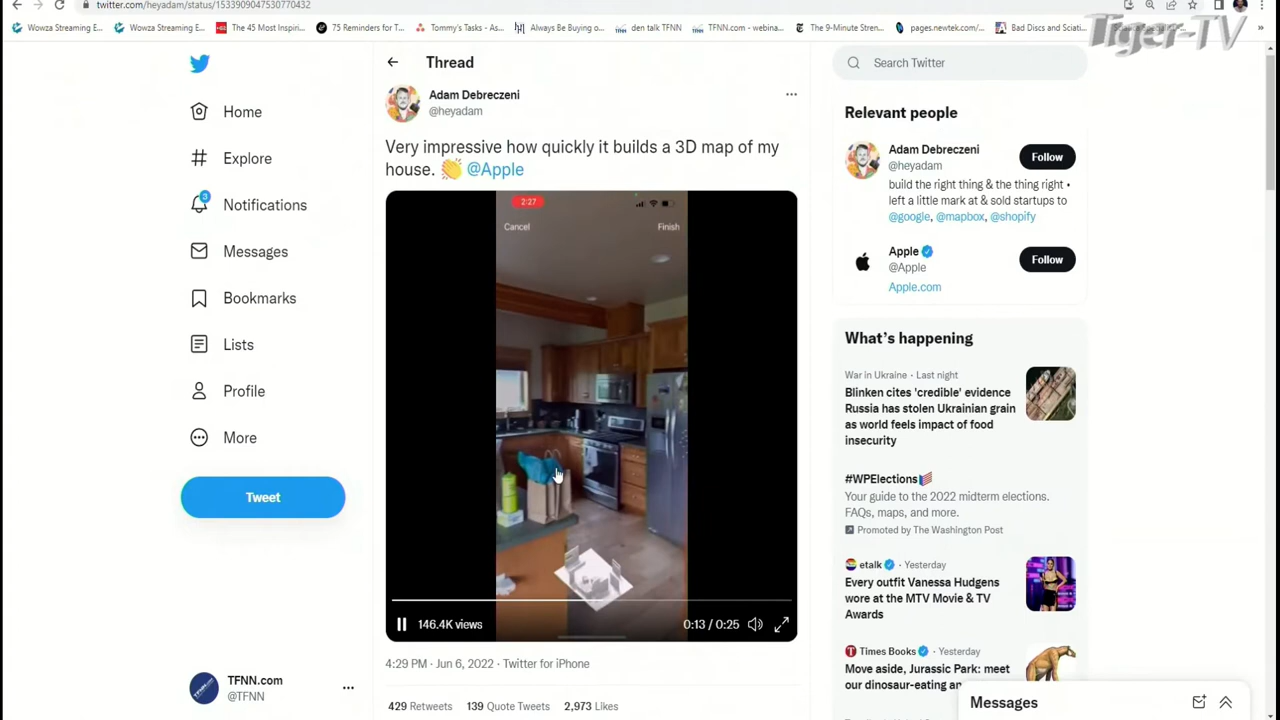 twitter.com/heyadam/status/1533909047530770432
Wowza Streaming E...
Wowza Streaming E...
The 45 Most Inspiri...
75 Reminders for T...
Tommy's Tasks - As...
Always Be Buying o...
den talk TFNN
TFNN.com - webina...
The 9-Minute Stren...
pages.newtek.com/...
Bad Discs and Sciati...
Tiger-TV
Home
Explore
3
Notifications
Messages
Bookmarks
Lists
Profile
More
Tweet
TFNN.com
@TFNN
Thread
Adam Debreczeni
@heyadam
Very impressive how quickly it builds a 3D map of my
house. 👏 @Apple
2:27
Cancel
Finish
146.4K views
0:13 / 0:25
4:29 PM · Jun 6, 2022 · Twitter for iPhone
429 Retweets 139 Quote Tweets 2,973 Likes
Search Twitter
Relevant people
Adam Debreczeni
@heyadam
Follow
build the right thing & the thing right •
left a little mark at & sold startups to
@google, @mapbox, @shopify
Apple
@Apple
Follow
Apple.com
What's happening
War in Ukraine · Last night
Blinken cites 'credible' evidence
Russia has stolen Ukrainian grain
as world feels impact of food
insecurity
#WPElections
Your guide to the 2022 midterm elections.
FAQs, maps, and more.
Promoted by The Washington Post
etalk · Yesterday
Every outfit Vanessa Hudgens
wore at the MTV Movie & TV
Awards
Times Books · Yesterday
Move aside, Jurassic Park: meet
our dinosaur-eating an
Messages